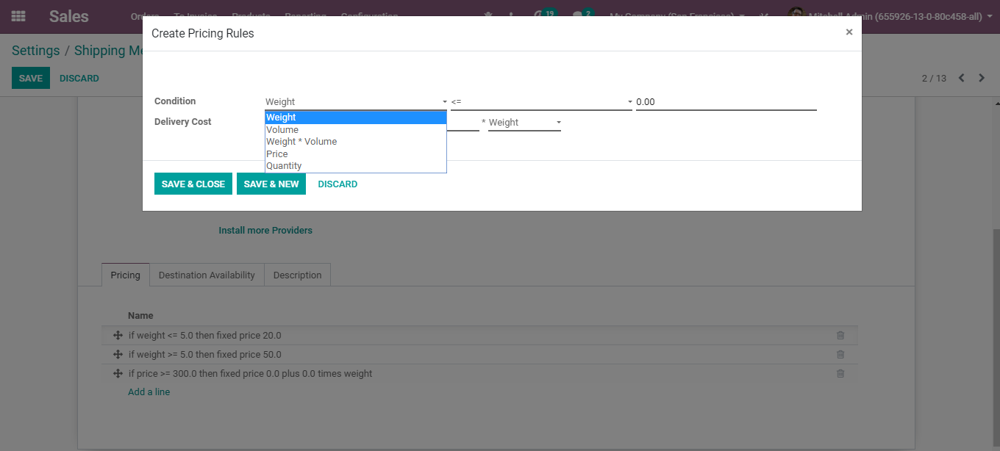 Sales Orders To Invoice Products Reporting Configuration 19 2 My Company (San Francisco) Mitchell Admin (655926-13-0-80c458-all)
Create Pricing Rules ×
Settings / Shipping Me
SAVE DISCARD 2 / 13
Condition Weight <= 0.00
Delivery Cost * Weight
Weight
Volume
Weight * Volume
Price
Quantity
SAVE & CLOSE SAVE & NEW DISCARD
Install more Providers
Pricing Destination Availability Description
Name
if weight <= 5.0 then fixed price 20.0
if weight >= 5.0 then fixed price 50.0
if price >= 300.0 then fixed price 0.0 plus 0.0 times weight
Add a line